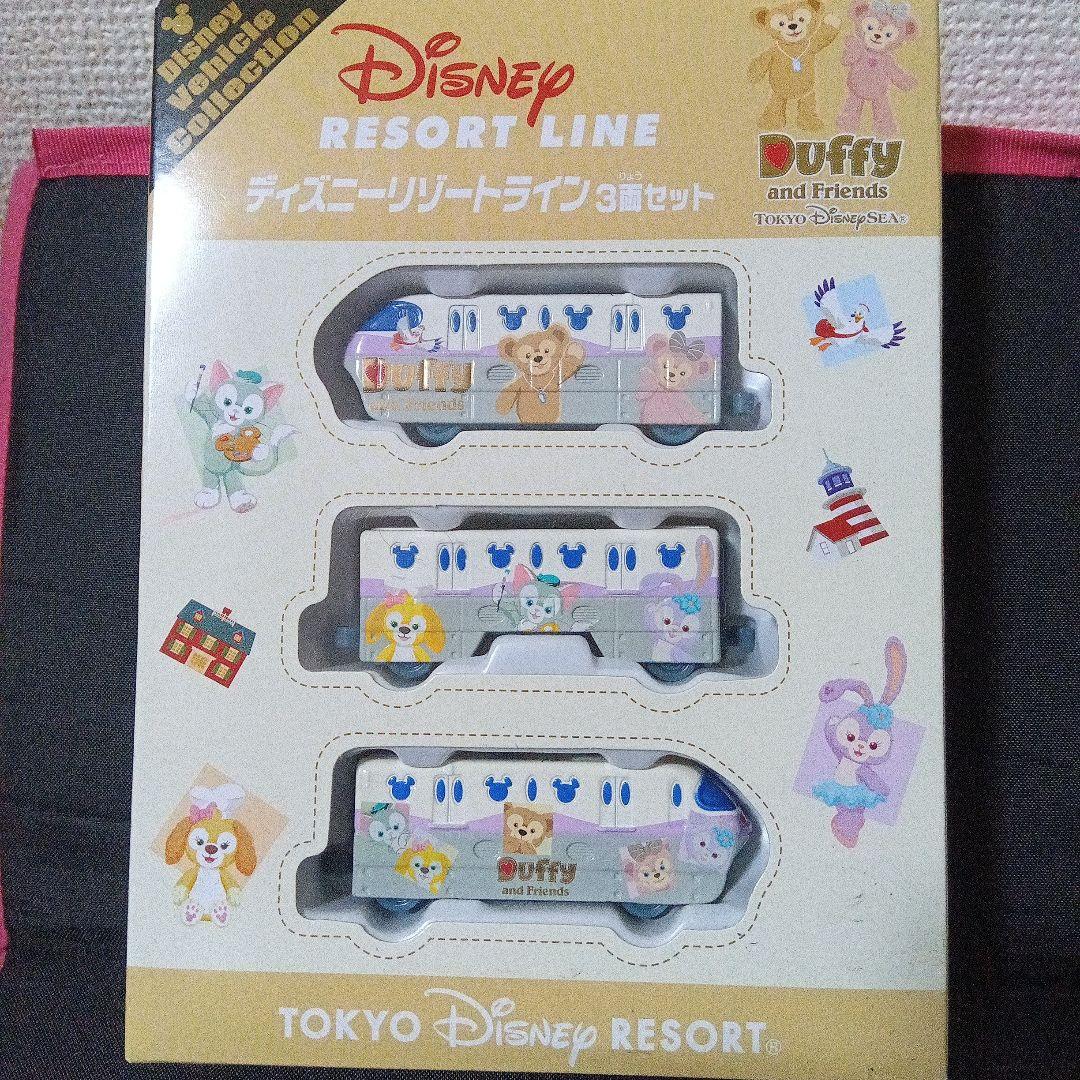 Disney
Vehicle
Collection
Disney
RESORT LINE
りょう
ディズニーリゾートライン3両セット
Duffy
and Friends
TOKYO DisneySEA®
Duffy
and Friends
Duffy
and Friends
TOKYO Disney RESORT®